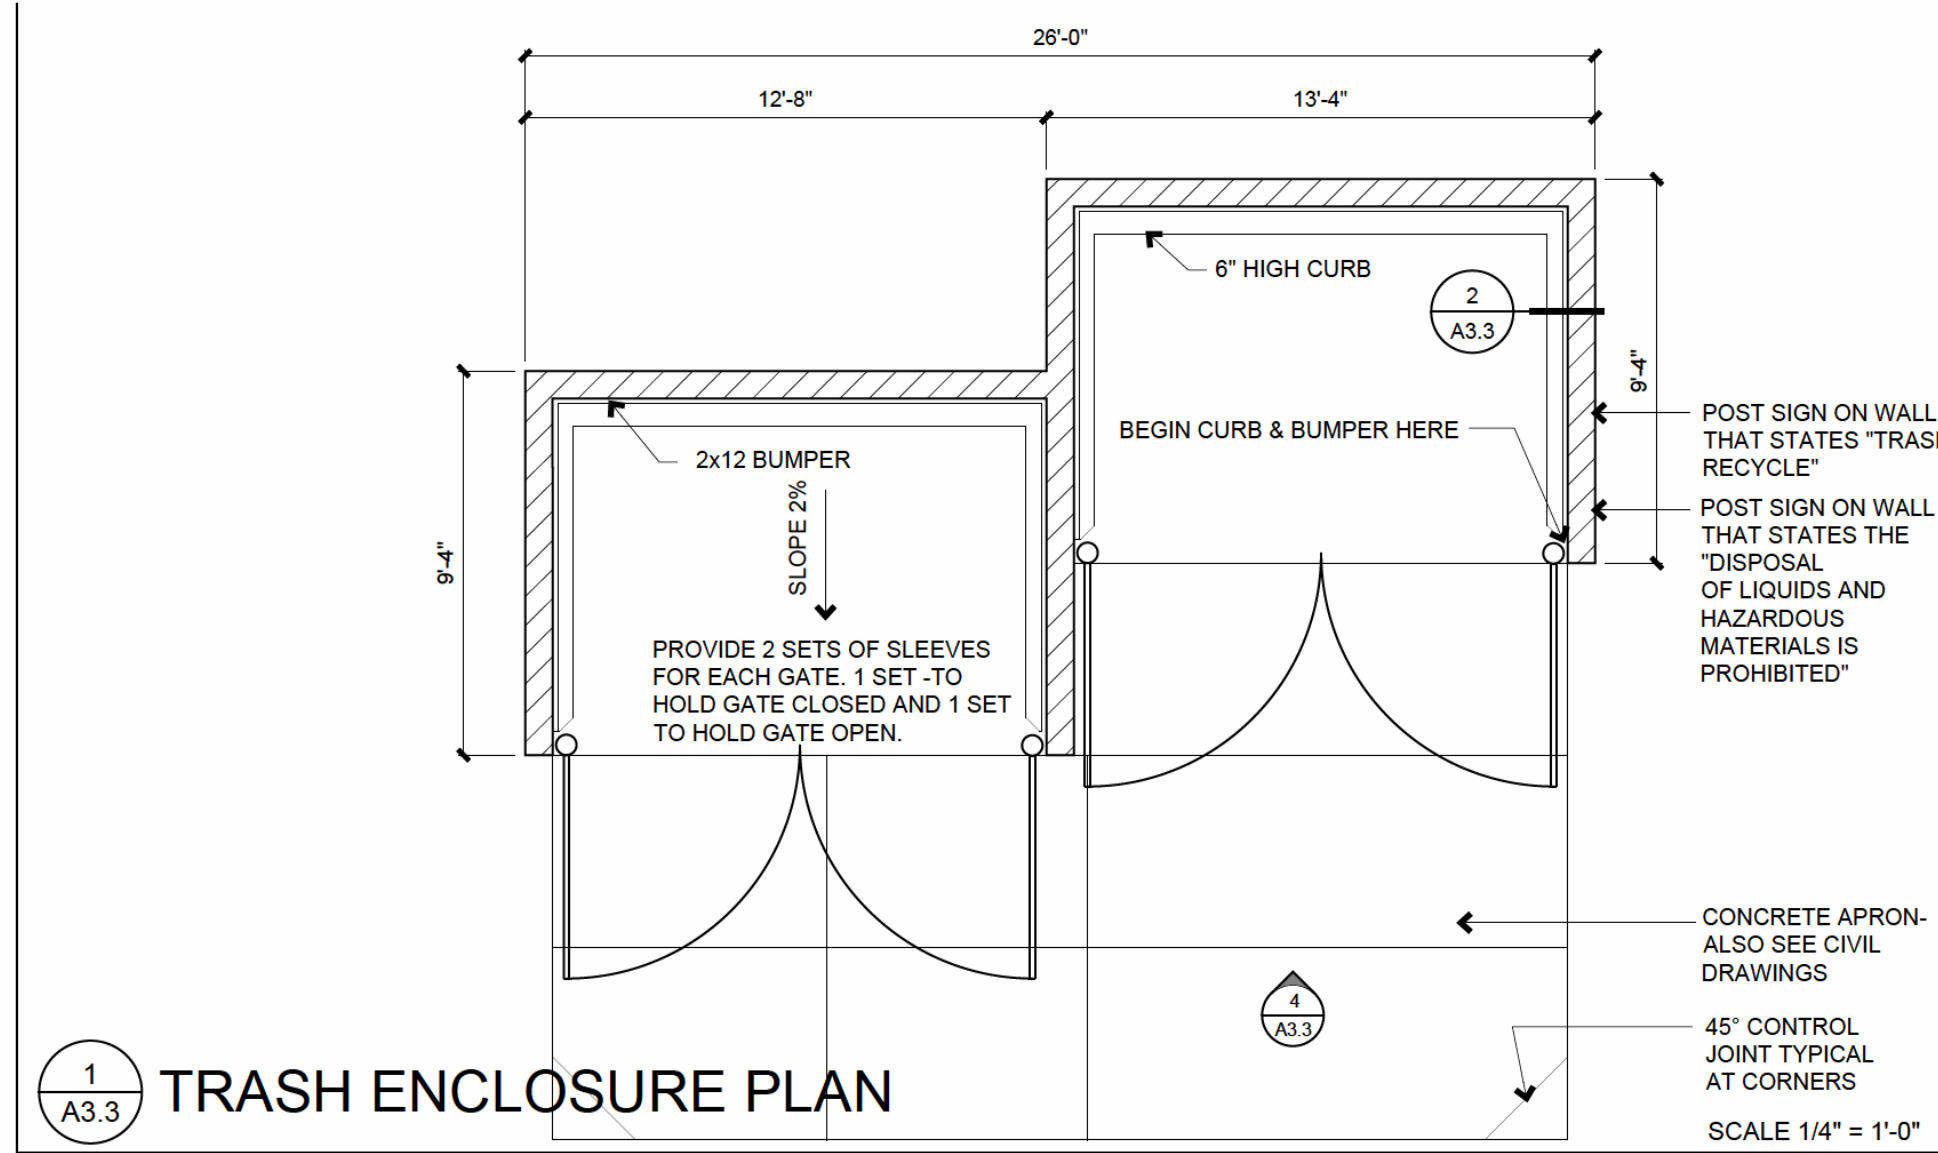 26'-0"
12'-8"
13'-4"
6" HIGH CURB
2
A3.3
9'-4"
BEGIN CURB & BUMPER HERE
POST SIGN ON WALL
THAT STATES "TRASH
RECYCLE"
2x12 BUMPER
SLOPE 2%
9'-4"
POST SIGN ON WALL
THAT STATES THE
"DISPOSAL
OF LIQUIDS AND
HAZARDOUS
MATERIALS IS
PROHIBITED"
PROVIDE 2 SETS OF SLEEVES
FOR EACH GATE. 1 SET -TO
HOLD GATE CLOSED AND 1 SET
TO HOLD GATE OPEN.
CONCRETE APRON-
ALSO SEE CIVIL
DRAWINGS
4
A3.3
45° CONTROL
JOINT TYPICAL
AT CORNERS
1
A3.3
TRASH ENCLOSURE PLAN
SCALE 1/4" = 1'-0"